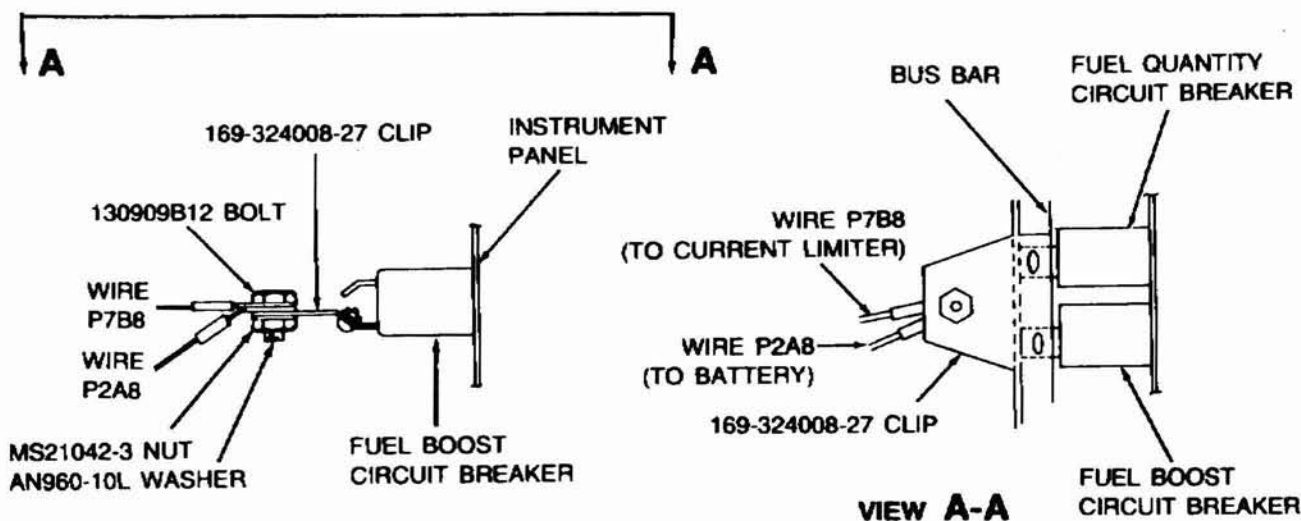 A
A
169-324008-27 CLIP
INSTRUMENT
PANEL
130909B12 BOLT
WIRE
P7B8
WIRE
P2A8
MS21042-3 NUT
AN960-10L WASHER
FUEL BOOST
CIRCUIT BREAKER
BUS BAR
FUEL QUANTITY
CIRCUIT BREAKER
WIRE P7B8
(TO CURRENT LIMITER)
WIRE P2A8
(TO BATTERY)
169-324008-27 CLIP
FUEL BOOST
CIRCUIT BREAKER
VIEW A-A